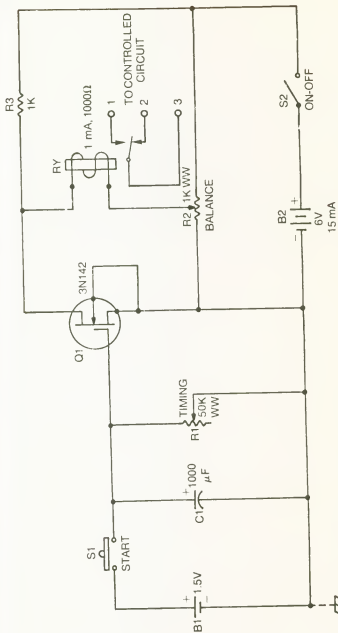 R3
1K
RY
1 mA, 1000Ω
1
TO CONTROLLED
CIRCUIT
2
3
R2
1K WW
BALANCE
S2
ON-OFF
3N142
Q1
B2
+
−
6V
15 mA
TIMING
50K
WW
R1
S1
START
+
1000
µF
C1
B1
+
−
1.5V